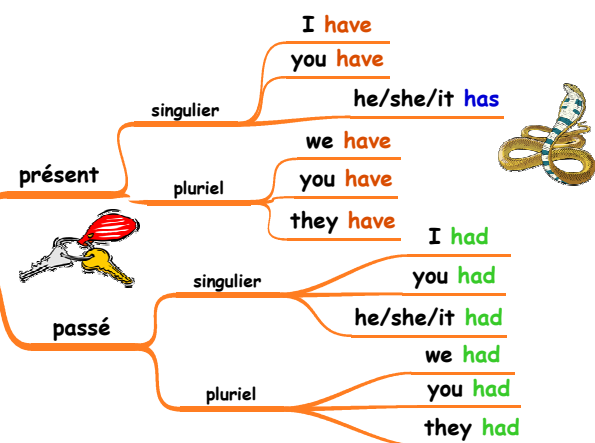 I have
you have
singulier
he/she/it has
we have
présent
pluriel
you have
they have
I had
singulier
you had
he/she/it had
passé
we had
pluriel
you had
they had